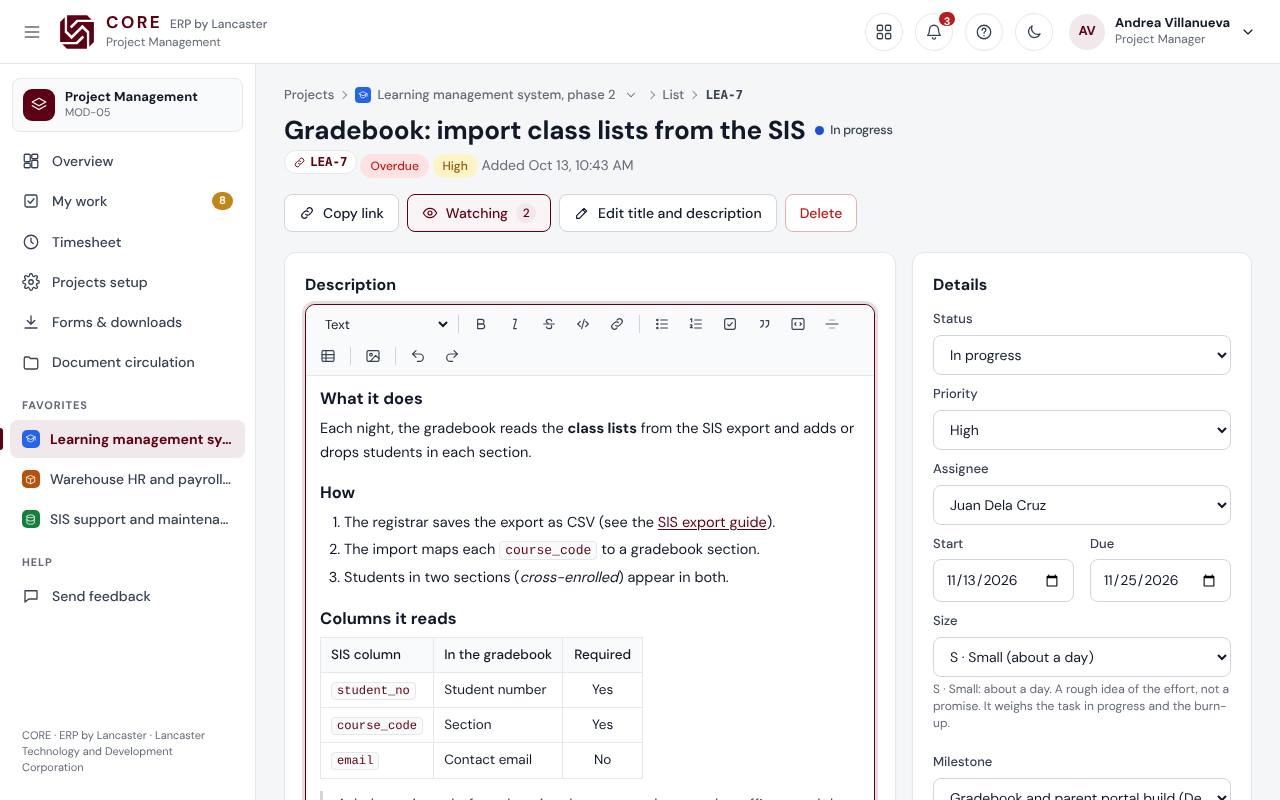 CORE ERP by Lancaster
Project Management
3
AV
Andrea Villanueva
Project Manager
Project Management
MOD-05
Overview
My work 8
Timesheet
Projects setup
Forms & downloads
Document circulation
FAVORITES
Learning management sy...
Warehouse HR and payroll...
SIS support and maintena...
HELP
Send feedback
CORE · ERP by Lancaster · Lancaster
Technology and Development
Corporation
Projects > Learning management system, phase 2 > List > LEA-7
Gradebook: import class lists from the SIS In progress
LEA-7 Overdue High Added Oct 13, 10:43 AM
Copy link Watching 2 Edit title and description Delete
Description
Text
What it does
Each night, the gradebook reads the class lists from the SIS export and adds or
drops students in each section.
How
1. The registrar saves the export as CSV (see the SIS export guide).
2. The import maps each course_code to a gradebook section.
3. Students in two sections (cross-enrolled) appear in both.
Columns it reads
SIS column In the gradebook Required
student_no Student number Yes
course_code Section Yes
email Contact email No
Details
Status
In progress
Priority
High
Assignee
Juan Dela Cruz
Start Due
11/13/2026 11/25/2026
Size
S · Small (about a day)
S · Small: about a day. A rough idea of the effort, not a
promise. It weighs the task in progress and the burn-
up.
Milestone
Gradebook and parent portal build (De